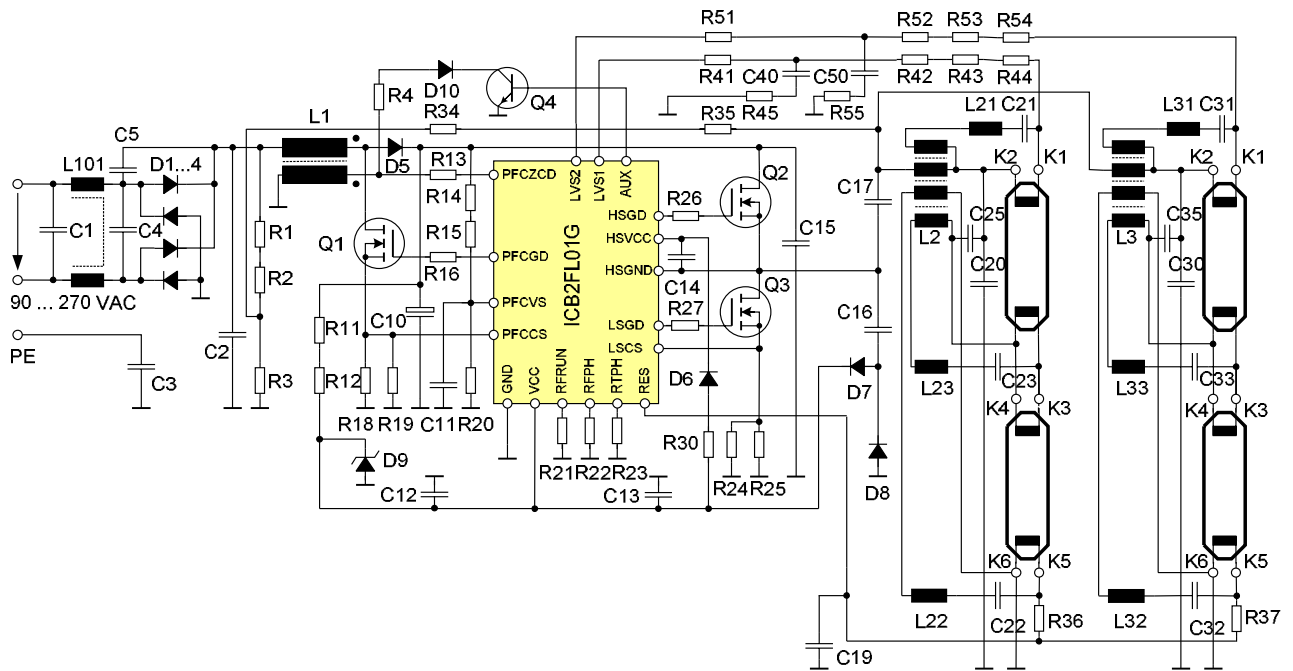 R51 R52 R53 R54
D10 R41 C40 C50 R42 R43 R44
R4 Q4 R45 R55
R34 R35 L21 C21 L31 C31
C5 L1
L101 D1...4 D5 R13 K2 K1 K2 K1
PFCZCD LVS2 LVS1 AUX Q2 C17
R14 R26 HSGD
C1 C4 R1 Q1 R15 PFCGD HSVCC C15 L2 C25 L3 C35
R2 R16 HSGND C14 C20 C30
90 ... 270 VAC PFCVS ICB2FL01G R27 Q3
C2 R11 C10 PFCCS LSGD C16
PE LSCS
C3 R3 R12 GND VCC RFRUN RFPH RTPH RES D6 D7 L23 C23 L33 C33
R18 R19 C11 R20 K4 K3 K4 K3
D9 R21 R22 R23 R30 R24 R25 D8
C12 C13
K6 K5 K6 K5
C19 L22 C22 R36 L32 C32 R37